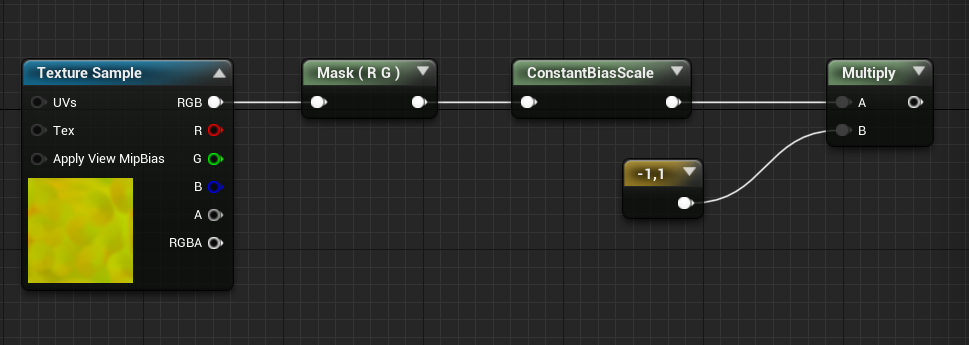 Texture Sample
UVs
RGB
Tex
R
Apply View MipBias
G
B
A
RGBA
Mask ( R G )
ConstantBiasScale
-1,1
Multiply
A
B